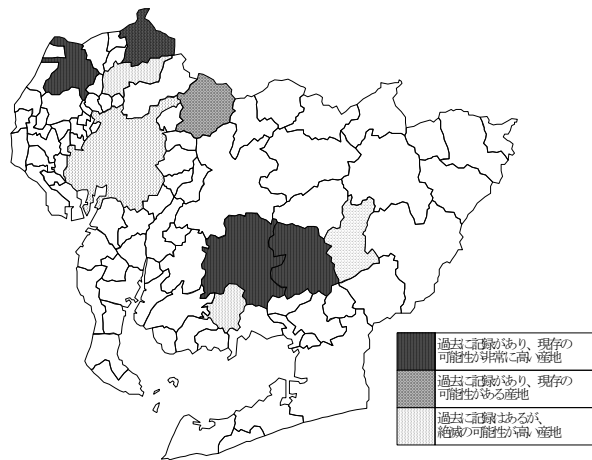 過去に記録があり、現存の
可能性が非常に高い産地
過去に記録があり、現存の
可能性がある産地
過去に記録はあるが、
絶滅の可能性が高い産地